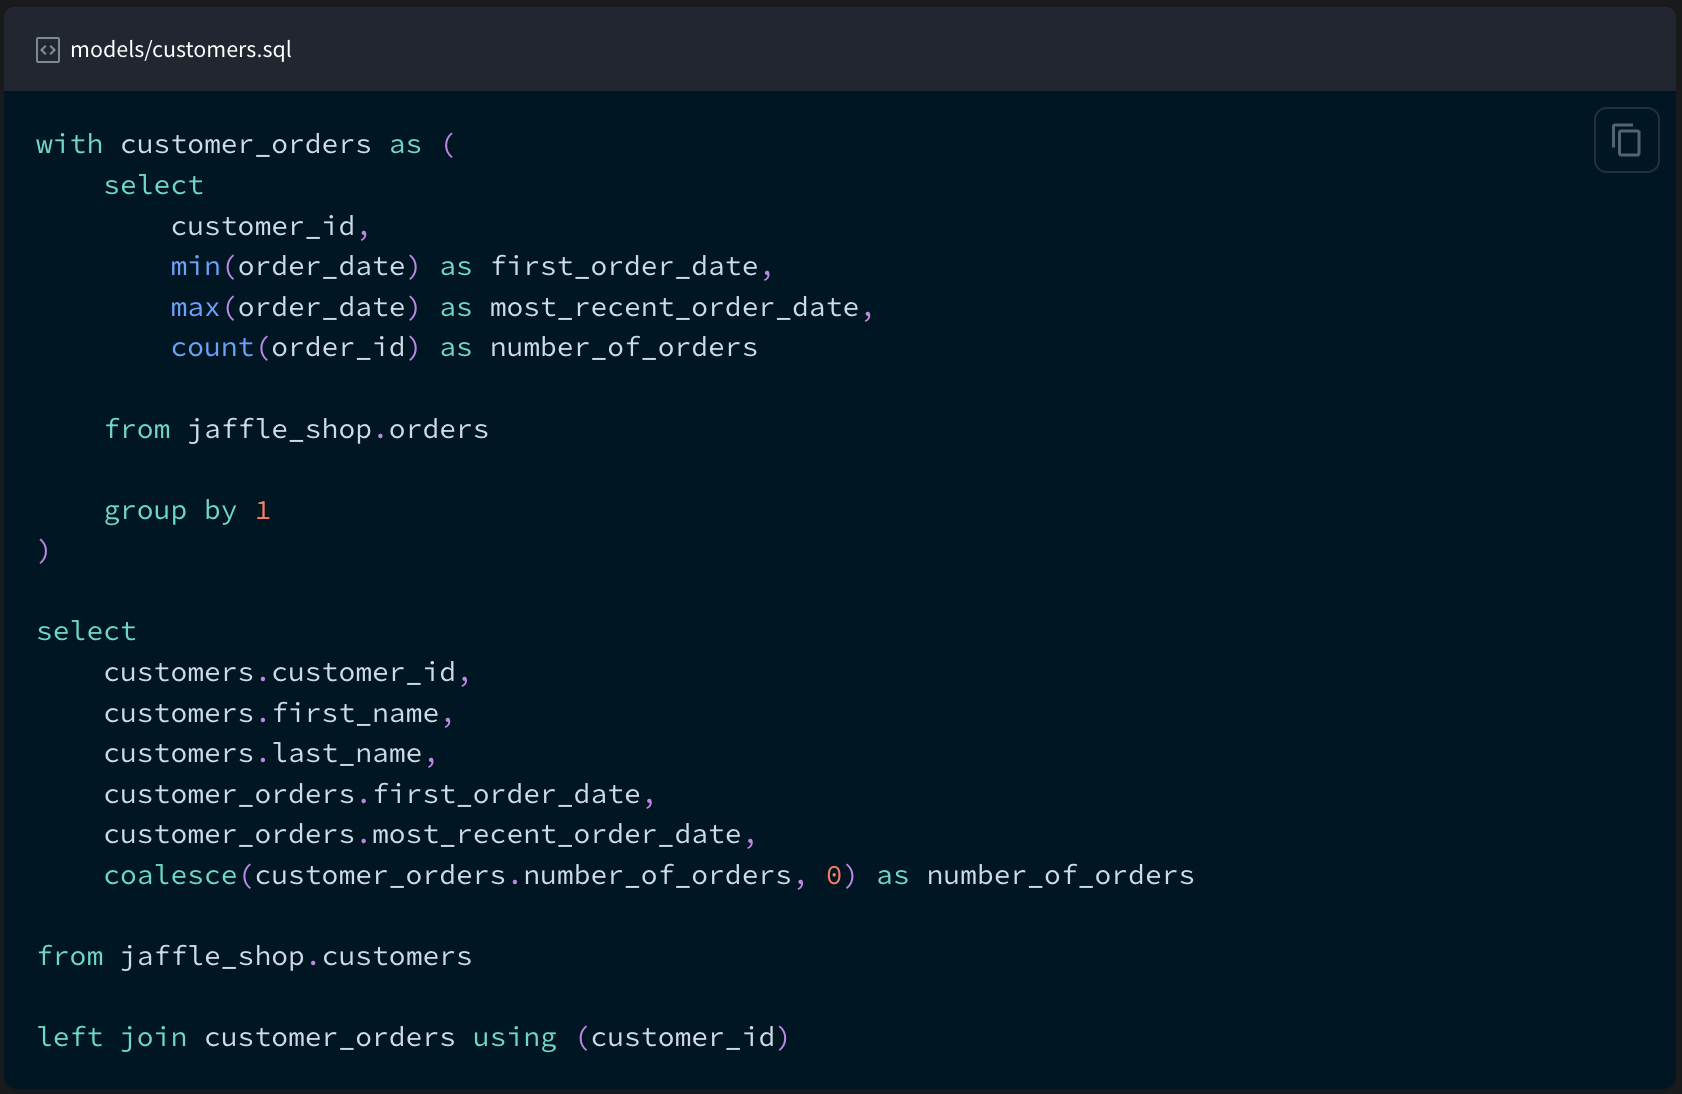 models/customers.sql
with customer_orders as (
    select
        customer_id,
        min(order_date) as first_order_date,
        max(order_date) as most_recent_order_date,
        count(order_id) as number_of_orders

    from jaffle_shop.orders

    group by 1
)

select
    customers.customer_id,
    customers.first_name,
    customers.last_name,
    customer_orders.first_order_date,
    customer_orders.most_recent_order_date,
    coalesce(customer_orders.number_of_orders, 0) as number_of_orders

from jaffle_shop.customers

left join customer_orders using (customer_id)